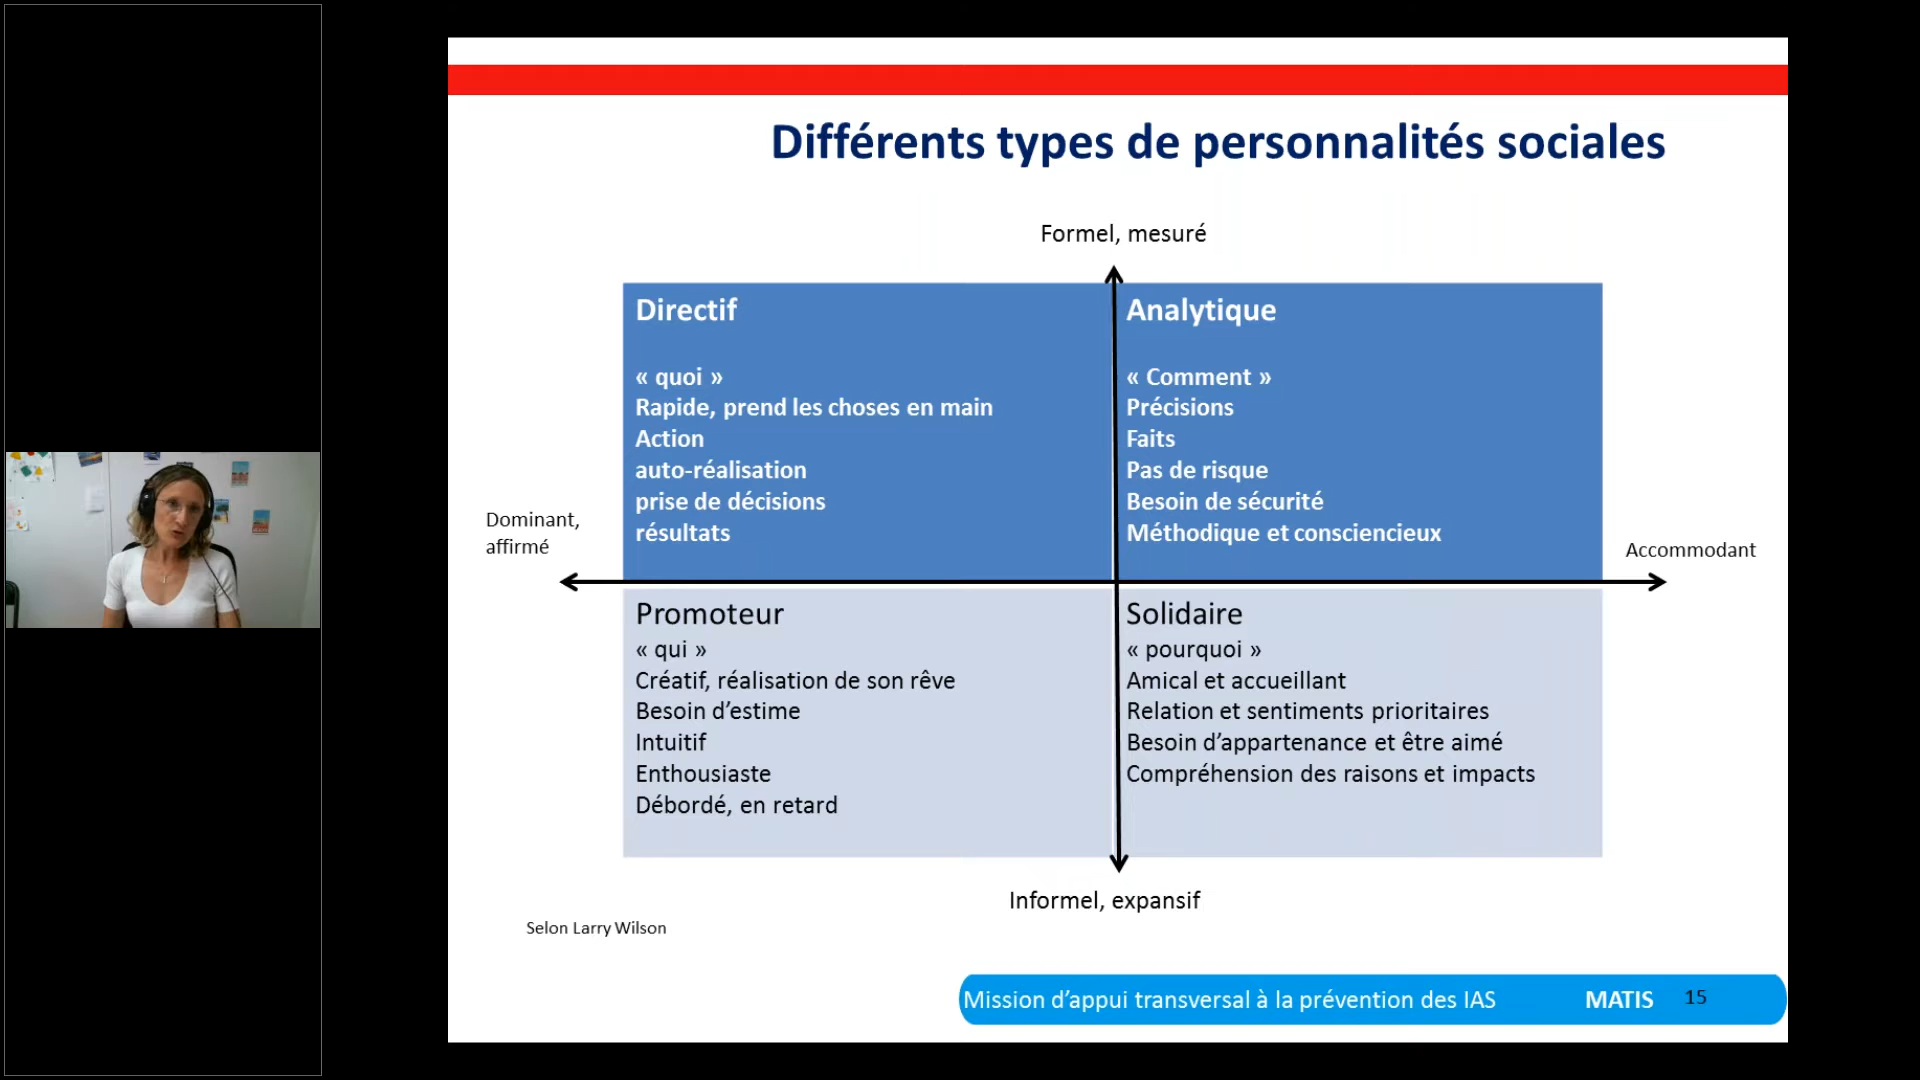 Différents types de personnalités sociales
Formel, mesuré
Directif
« quoi »
Rapide, prend les choses en main
Action
auto-réalisation
prise de décisions
résultats
Analytique
« Comment »
Précisions
Faits
Pas de risque
Besoin de sécurité
Méthodique et consciencieux
Dominant,
affirmé
Accommodant
Promoteur
« qui »
Créatif, réalisation de son rêve
Besoin d’estime
Intuitif
Enthousiaste
Débordé, en retard
Solidaire
« pourquoi »
Amical et accueillant
Relation et sentiments prioritaires
Besoin d’appartenance et être aimé
Compréhension des raisons et impacts
Informel, expansif
Selon Larry Wilson
Mission d’appui transversal à la prévention des IAS MATIS 15